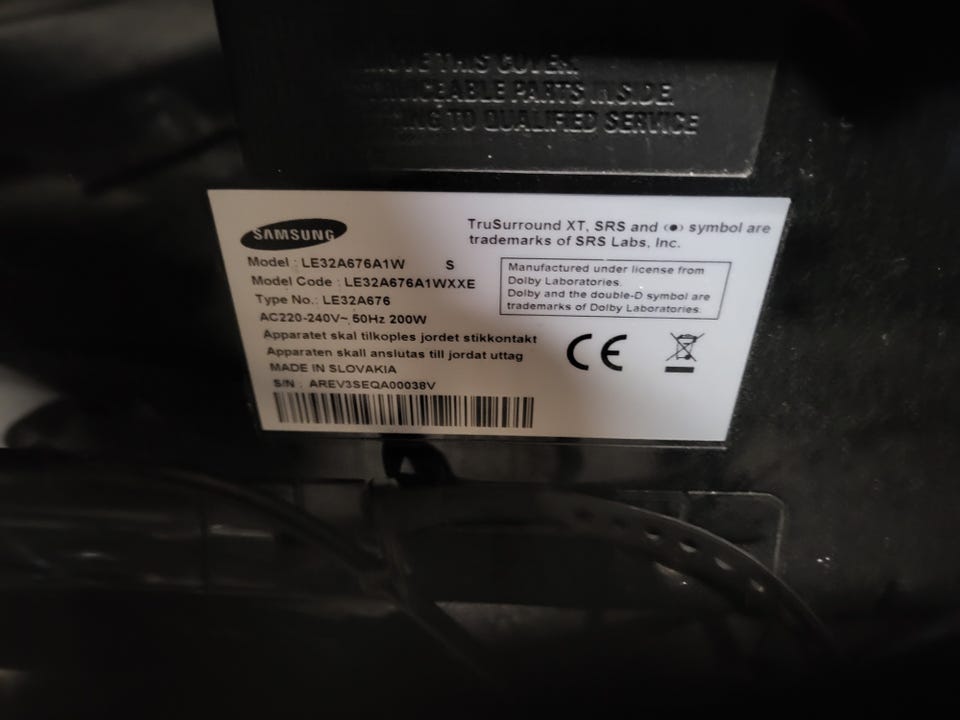 THIS COVER.
PARTS INSIDE.
TO QUALIFIED SERVICE
SAMSUNG
TruSurround XT, SRS and (●) symbol are
trademarks of SRS Labs, Inc.
Model : LE32A676A1W S
Model Code : LE32A676A1WXXE
Type No.: LE32A676
AC220-240V~ 50Hz 200W
Manufactured under license from
Dolby Laboratories.
Dolby and the double-D symbol are
trademarks of Dolby Laboratories.
Apparatet skal tilkoples jordet stikkontakt
Apparaten skall anslutas till jordat uttag
MADE IN SLOVAKIA
S/N : AREV3SEQA00038V
CE